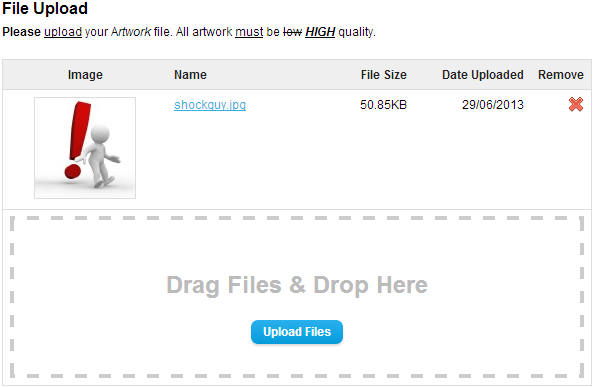 File Upload
Please upload your Artwork file. All artwork must be low HIGH quality.
Image Name File Size Date Uploaded Remove
shockguy.jpg 50.85KB 29/06/2013
Drag Files & Drop Here
Upload Files